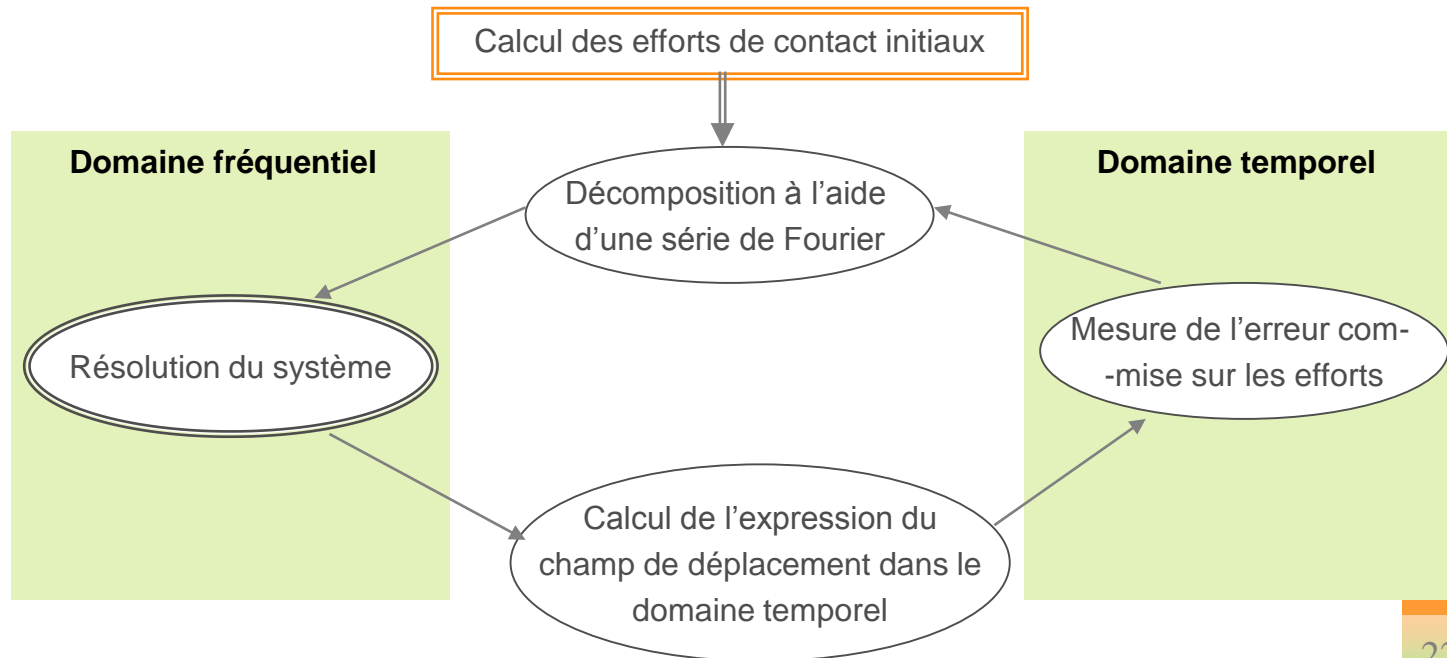 Calcul des efforts de contact initiaux
Domaine fréquentiel
Domaine temporel
Décomposition à l’aide
d’une série de Fourier
Résolution du système
Mesure de l’erreur com-
-mise sur les efforts
Calcul de l’expression du
champ de déplacement dans le
domaine temporel